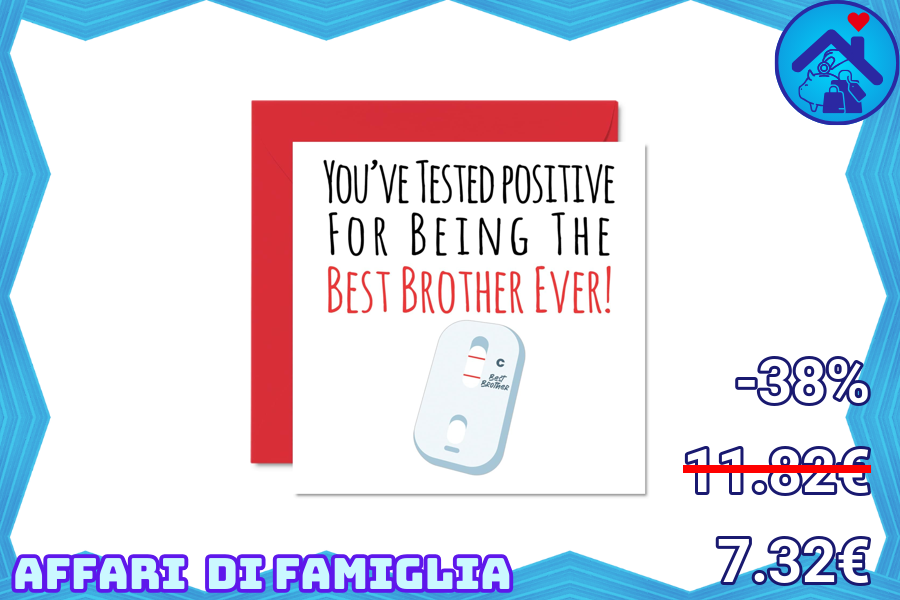 YOU'VE TESTED POSITIVE
FOR BEING THE
BEST BROTHER EVER!
C
BEST
BROTHER
-38%
11.82€
7.32€
AFFARI DI FAMIGLIA